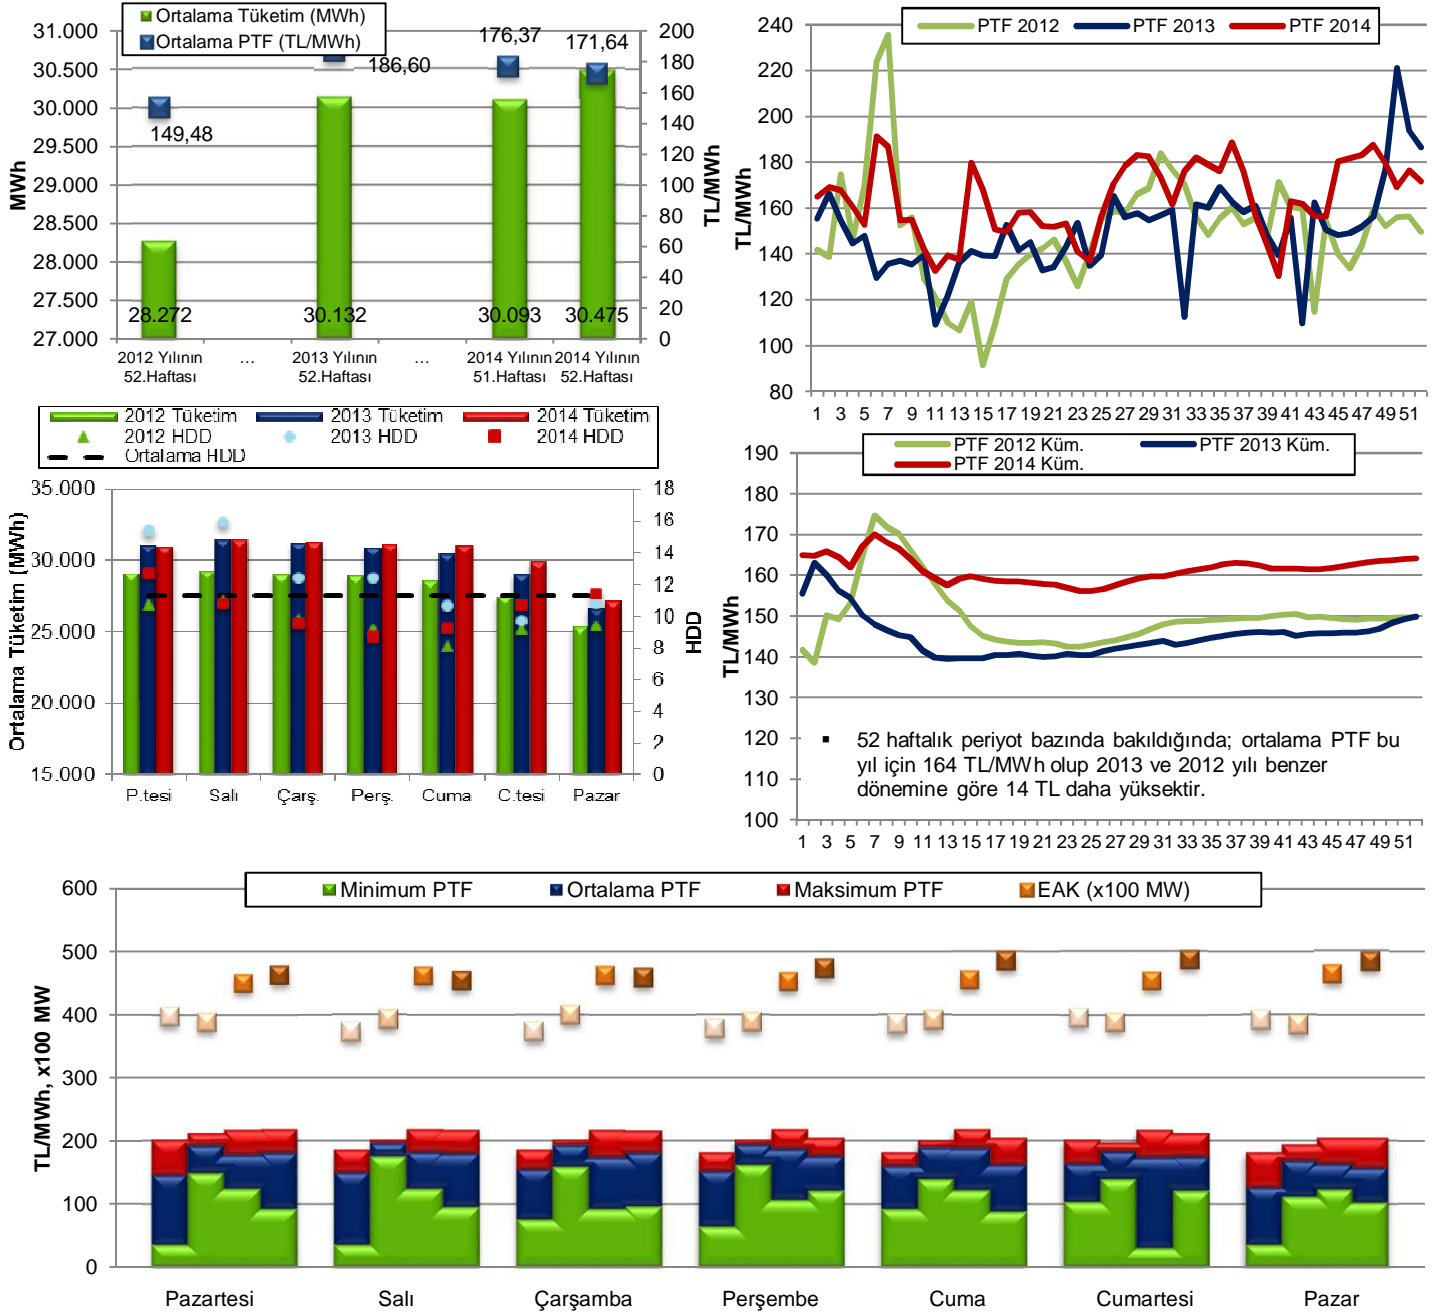 31.000
30.500
30.000
29.500
29.000
28.500
28.000
27.500
27.000
MWh
Ortalama Tüketim (MWh)
Ortalama PTF (TL/MWh)
149,48
186,60
176,37
171,64
28.272
30.132
30.093
30.475
200
180
160
140
120
100
80
60
40
20
0
TL/MWh
2012 Yılının
52.Haftası
...
2013 Yılının
52.Haftası
...
2014 Yılının
51.Haftası
2014 Yılının
52.Haftası
PTF 2012 PTF 2013 PTF 2014
240
220
200
180
160
140
120
100
80
TL/MWh
1 3 5 7 9 11 13 15 17 19 21 23 25 27 29 31 33 35 37 39 41 43 45 47 49 51
2012 Tüketim 2013 Tüketim 2014 Tüketim
2012 HDD 2013 HDD 2014 HDD
Ortalama HDD
35.000
30.000
25.000
20.000
15.000
Ortalama Tüketim (MWh)
18
16
14
12
10
8
6
4
2
0
HDD
P.tesi Salı Çarş. Perş. Cuma C.tesi Pazar
PTF 2012 Küm. PTF 2013 Küm.
PTF 2014 Küm.
190
180
170
160
150
140
130
120
110
100
TL/MWh
▪ 52 haftalık periyot bazında bakıldığında; ortalama PTF bu
yıl için 164 TL/MWh olup 2013 ve 2012 yılı benzer
dönemine göre 14 TL daha yüksektir.
1 3 5 7 9 11 13 15 17 19 21 23 25 27 29 31 33 35 37 39 41 43 45 47 49 51
Minimum PTF Ortalama PTF Maksimum PTF EAK (x100 MW)
600
500
400
300
200
100
0
TL/MWh, x100 MW
Pazartesi Salı Çarşamba Perşembe Cuma Cumartesi Pazar